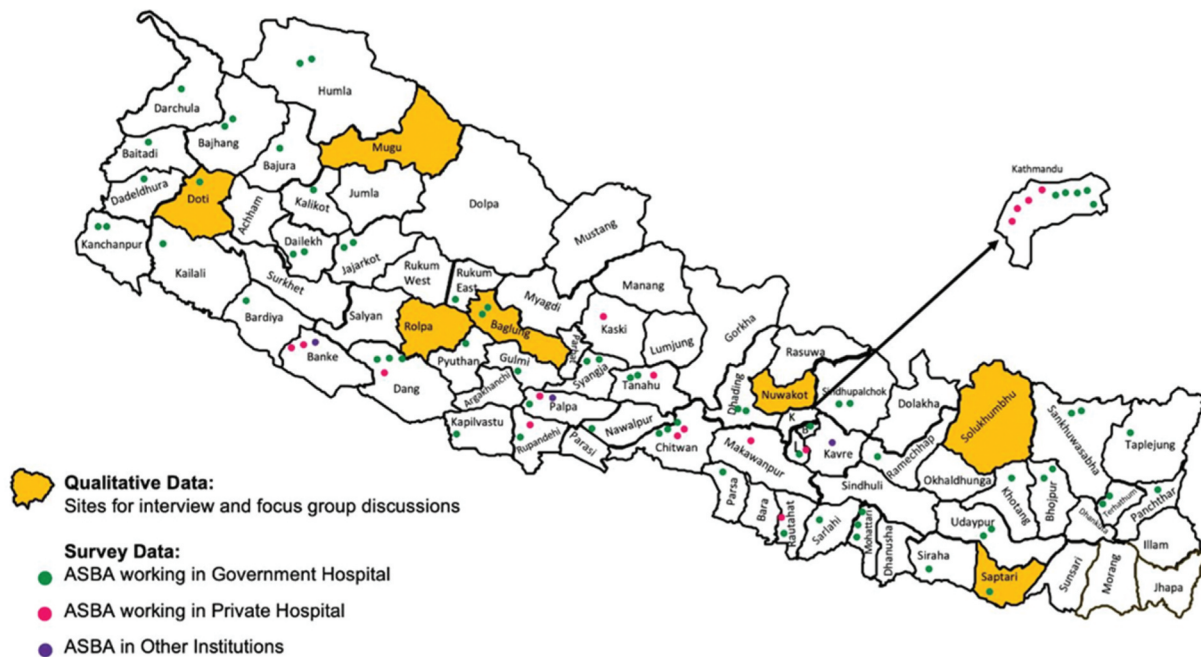 Humla
Darchula
Bajhang
Mugu
Baitadi
Bajura
Dadeldhura
Doti
Kalikot
Jumla
Dolpa
Achham
Kanchanpur
Dailekh
Jajarkot
Mustang
Kailali
Surkhet
Rukum
West
Rukum
East
Myagdi
Manang
Bardiya
Salyan
Rolpa
Baglung
Parbat
Kaski
Lumjung
Gorkha
Rasuwa
Banke
Pyuthan
Gulmi
Syangja
Dang
Argakhanchi
Tanahu
Dhading
Nuwakot
Sindhupalchok
Dolakha
Solukhumbhu
Sankhuwasabha
Taplejung
Palpa
Kapilvastu
Rupandehi
Parasi
Nawalpur
Chitwan
Makawanpur
K
B
L
Kavre
Ramechhap
Okhaldhunga
Khotang
Bhojpur
Dhankuta
Terhathum
Panchthar
Sindhuli
Parsa
Bara
Rautahat
Sarlahi
Mohattari
Dhanusha
Udaypur
Siraha
Saptari
Sunsari
Morang
Illam
Jhapa
Kathmandu
Qualitative Data:
Sites for interview and focus group discussions
Survey Data:
ASBA working in Government Hospital
ASBA working in Private Hospital
ASBA in Other Institutions